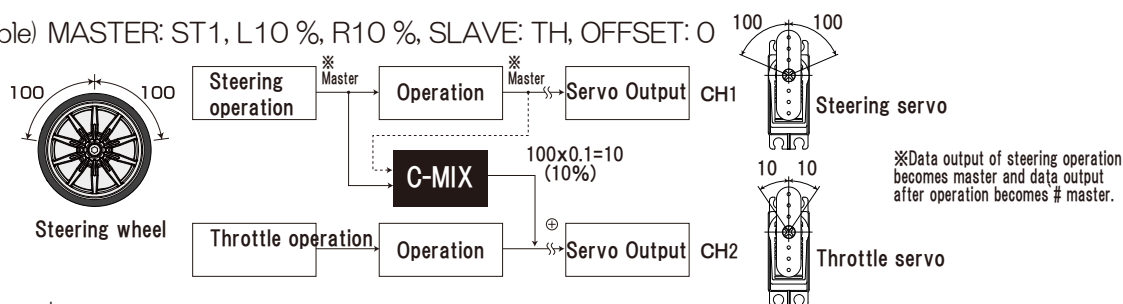 ple) MASTER: ST1, L10 %, R10 %, SLAVE: TH, OFFSET: 0
100 100
100 100
Steering wheel
Steering
operation
※
Master
Operation
※
Master
Servo Output
CH1
Steering servo
C-MIX
100x0.1=10
(10%)
10 10
※Data output of steering operation
becomes master and data output
after operation becomes # master.
Throttle operation
Operation
⊕
Servo Output
CH2
Throttle servo